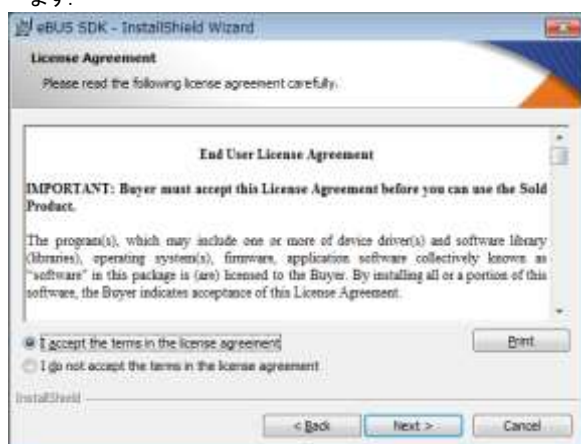 ます.
eBUS SDK - InstallShield Wizard
License Agreement
Please read the following license agreement carefully.
End User License Agreement
IMPORTANT: Buyer must accept this License Agreement before you can use the Sold
Product.
The program(s), which may include one or more of device driver(s) and software library
(libraries), operating system(s), firmware, application software collectively known as
"software" in this package is (are) licensed to the Buyer. By installing all or a portion of this
software, the Buyer indicates acceptance of this License Agreement.
I accept the terms in the license agreement
Print
I do not accept the terms in the license agreement
InstallShield
< Back
Next >
Cancel